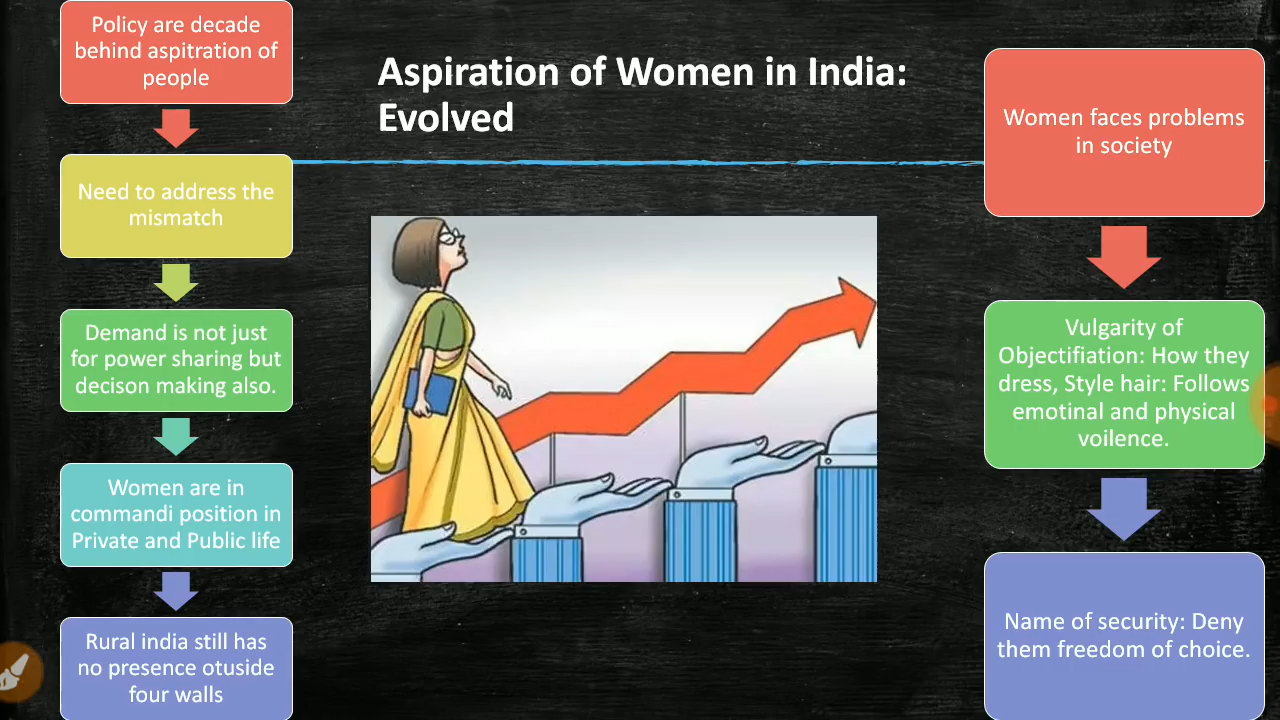 Policy are decade
behind aspitration of
people
Need to address the
mismatch
Demand is not just
for power sharing but
decison making also.
Women are in
commandi position in
Private and Public life
Rural india still has
no presence otuside
four walls
Aspiration of Women in India:
Evolved
Women faces problems
in society
Vulgarity of
Objectifiation: How they
dress, Style hair: Follows
emotinal and physical
voilence.
Name of security: Deny
them freedom of choice.